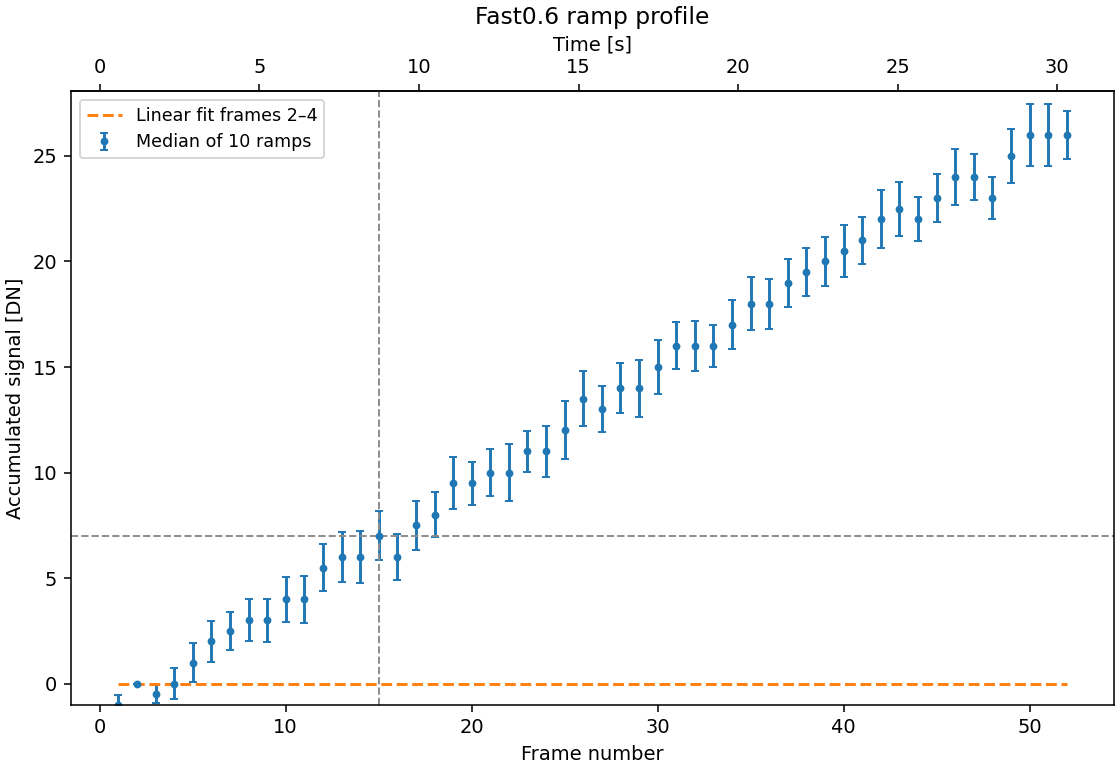 Fast0.6 ramp profile
Time [s]
0 5 10 15 20 25 30
Linear fit frames 2–4
Median of 10 ramps
Accumulated signal [DN]
25
20
15
10
5
0
0 10 20 30 40 50
Frame number